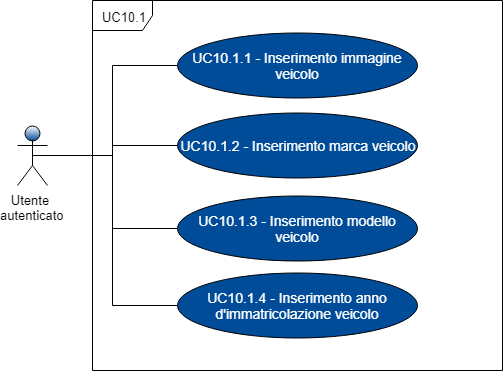 UC10.1
UC10.1.1 - Inserimento immagine
veicolo
UC10.1.2 - Inserimento marca veicolo
Utente
autenticato
UC10.1.3 - Inserimento modello
veicolo
UC10.1.4 - Inserimento anno
d'immatricolazione veicolo